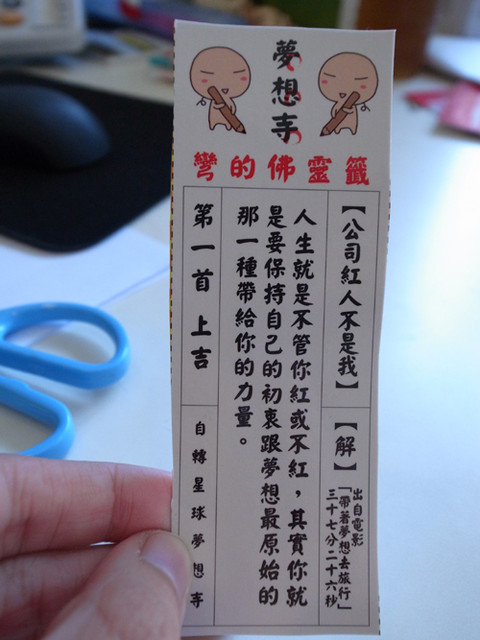 夢想寺
彎的佛靈籤
【公司紅人不是我】
【解】
出自電影
「帶著夢想去旅行」
三十七分二十六秒
人生就是不管你紅或不紅，其實你就
是要保持自己的初衷跟夢想最原始的
那一種帶給你的力量。
第一首 上吉
自轉星球夢想寺